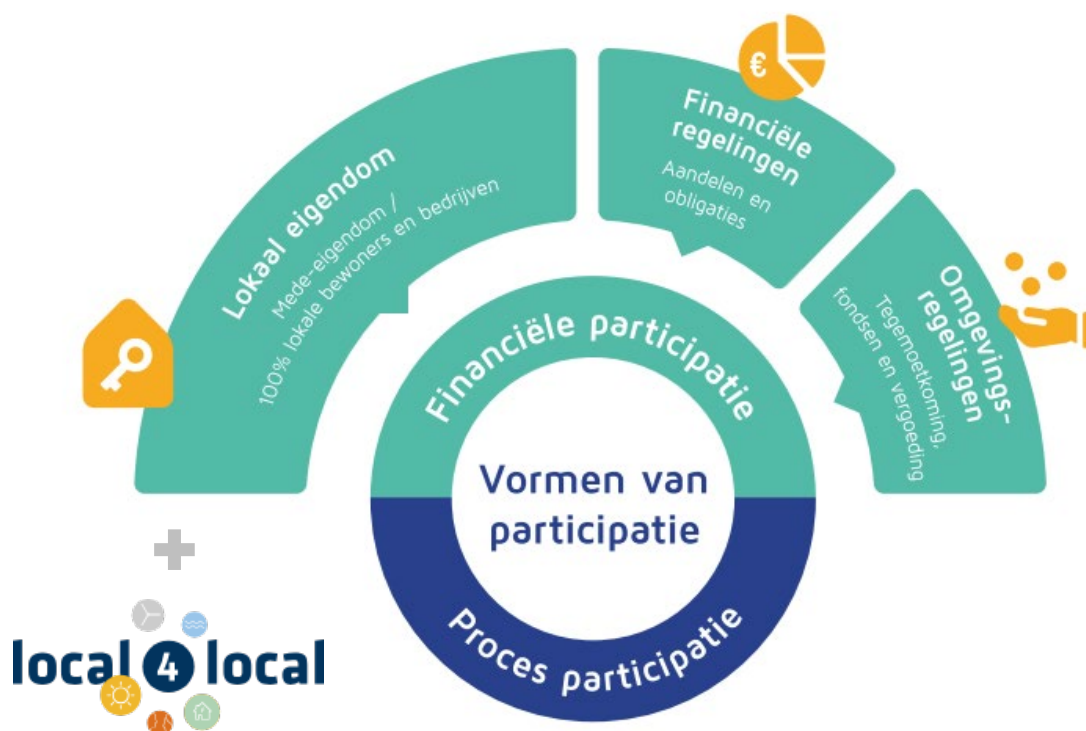 Lokaal eigendom
Mede-eigendom /
100% lokale bewoners en bedrijven
€
Financiële
regelingen
Aandelen en
obligaties
Omgevings-
regelingen
Tegemoetkoming,
fondsen en vergoeding
Financiële participatie
Vormen van
participatie
Proces participatie
local 4 local